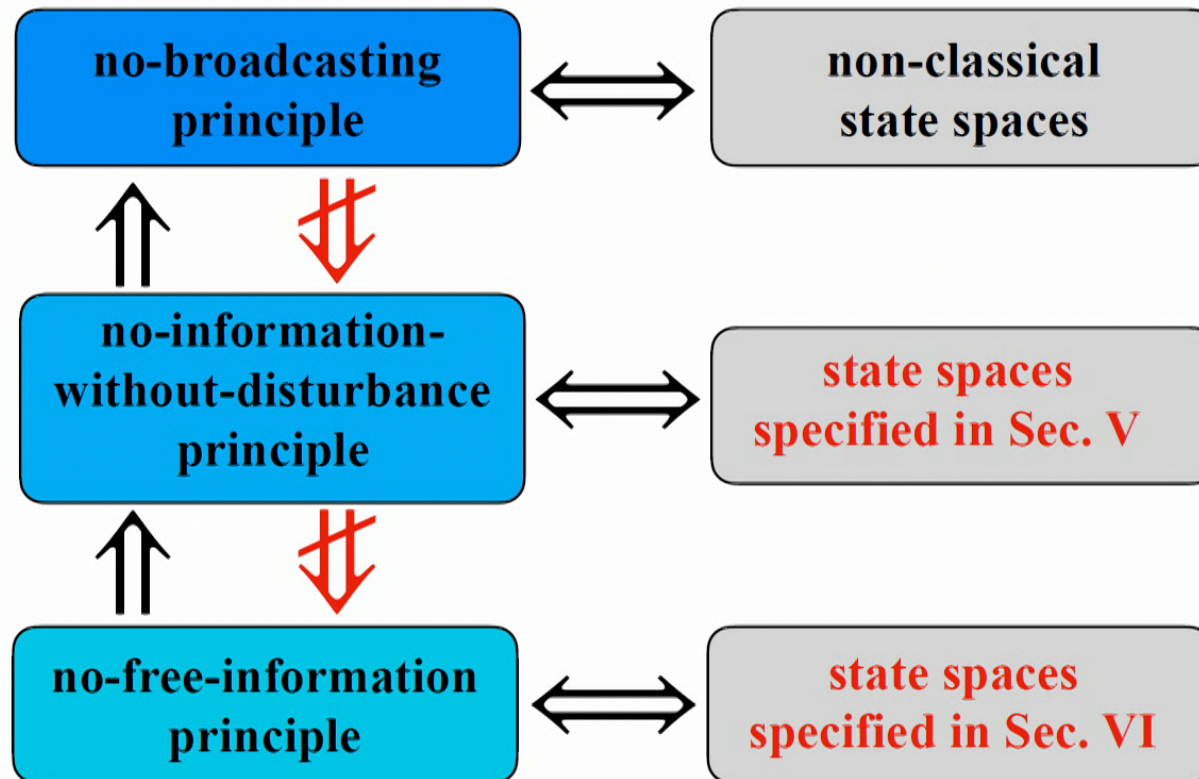 no-broadcasting
principle
non-classical
state spaces
no-information-
without-disturbance
principle
state spaces
specified in Sec. V
no-free-information
principle
state spaces
specified in Sec. VI